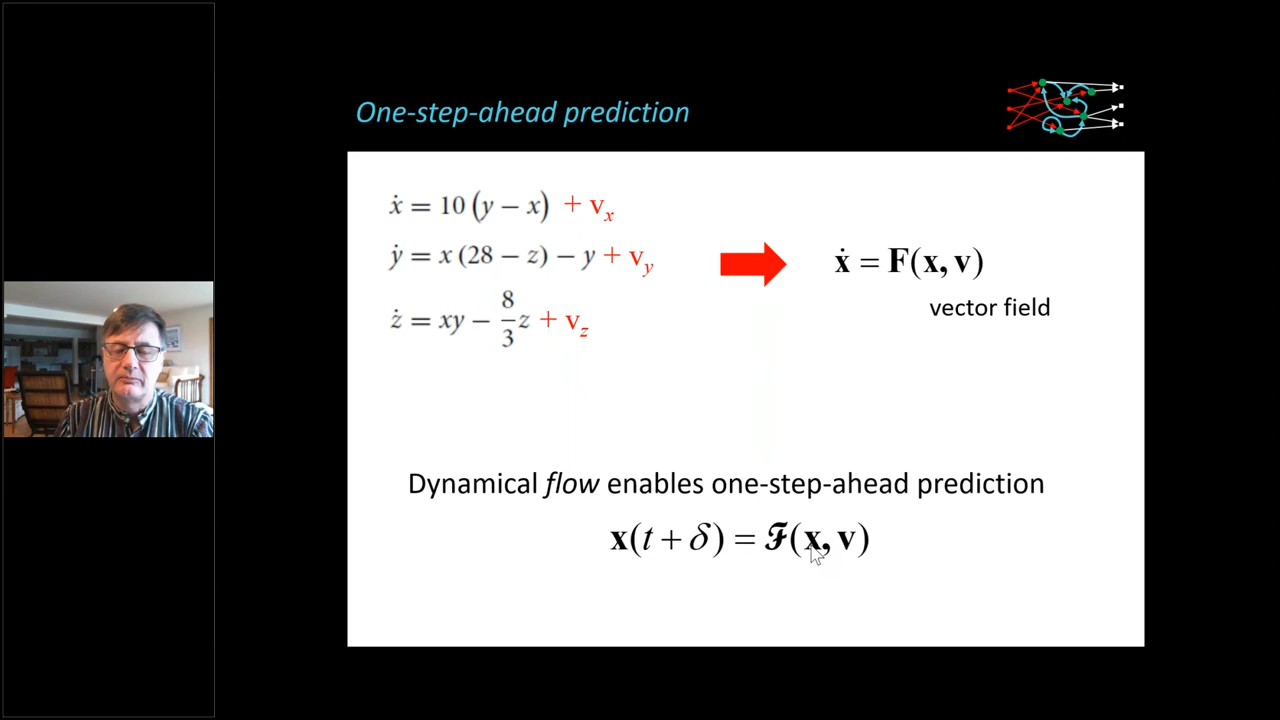 One-step-ahead prediction
ẋ = 10 (y − x) + vₓ
ẏ = x (28 − z) − y + v_y
ż = xy − 8/3 z + v_z
ẋ = F(x, v)
vector field
Dynamical flow enables one-step-ahead prediction
x(t + δ) = ℱ(x, v)